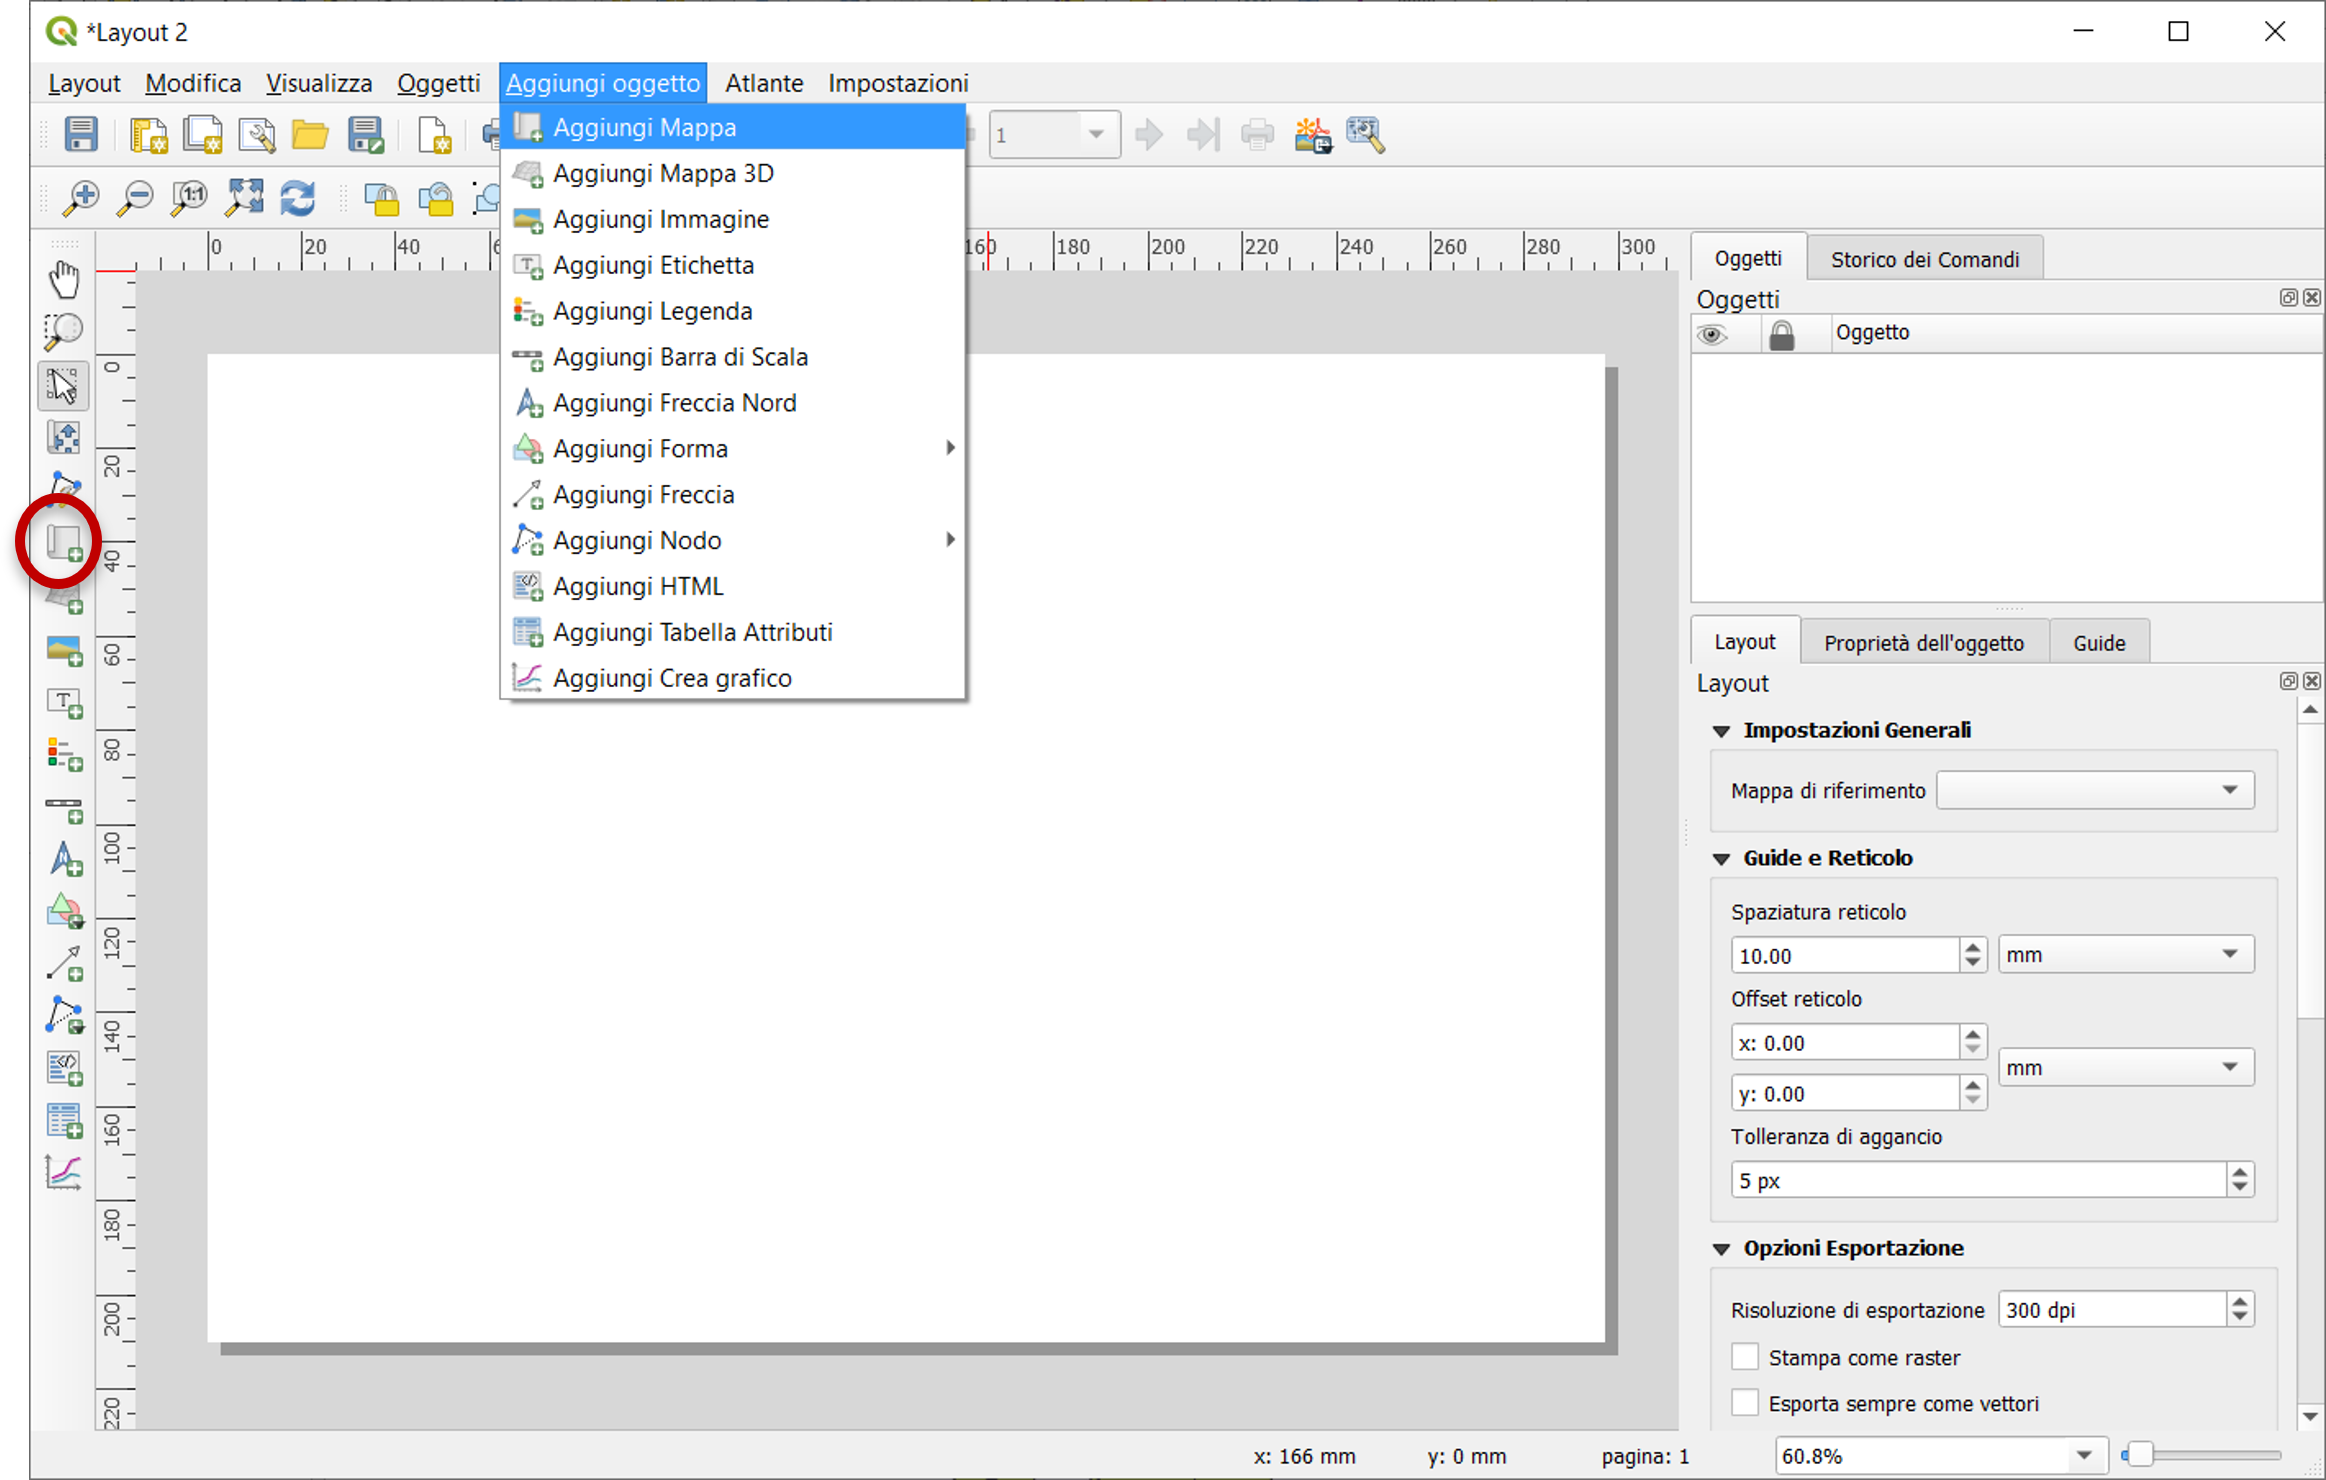 *Layout 2
Layout Modifica Visualizza Oggetti Aggiungi oggetto Atlante Impostazioni
1
1:1
Aggiungi Mappa
Aggiungi Mappa 3D
Aggiungi Immagine
Aggiungi Etichetta
Aggiungi Legenda
Aggiungi Barra di Scala
Aggiungi Freccia Nord
Aggiungi Forma
Aggiungi Freccia
Aggiungi Nodo
Aggiungi HTML
Aggiungi Tabella Attributi
Aggiungi Crea grafico
0 20 40 160 180 200 220 240 260 280 300
0
20
40
60
80
100
120
140
160
180
200
220
Oggetti Storico dei Comandi
Oggetti
Oggetto
Layout Proprietà dell'oggetto Guide
Layout
Impostazioni Generali
Mappa di riferimento
Guide e Reticolo
Spaziatura reticolo
10.00 mm
Offset reticolo
x: 0.00
mm
y: 0.00
Tolleranza di aggancio
5 px
Opzioni Esportazione
Risoluzione di esportazione 300 dpi
Stampa come raster
Esporta sempre come vettori
x: 166 mm y: 0 mm pagina: 1 60.8%